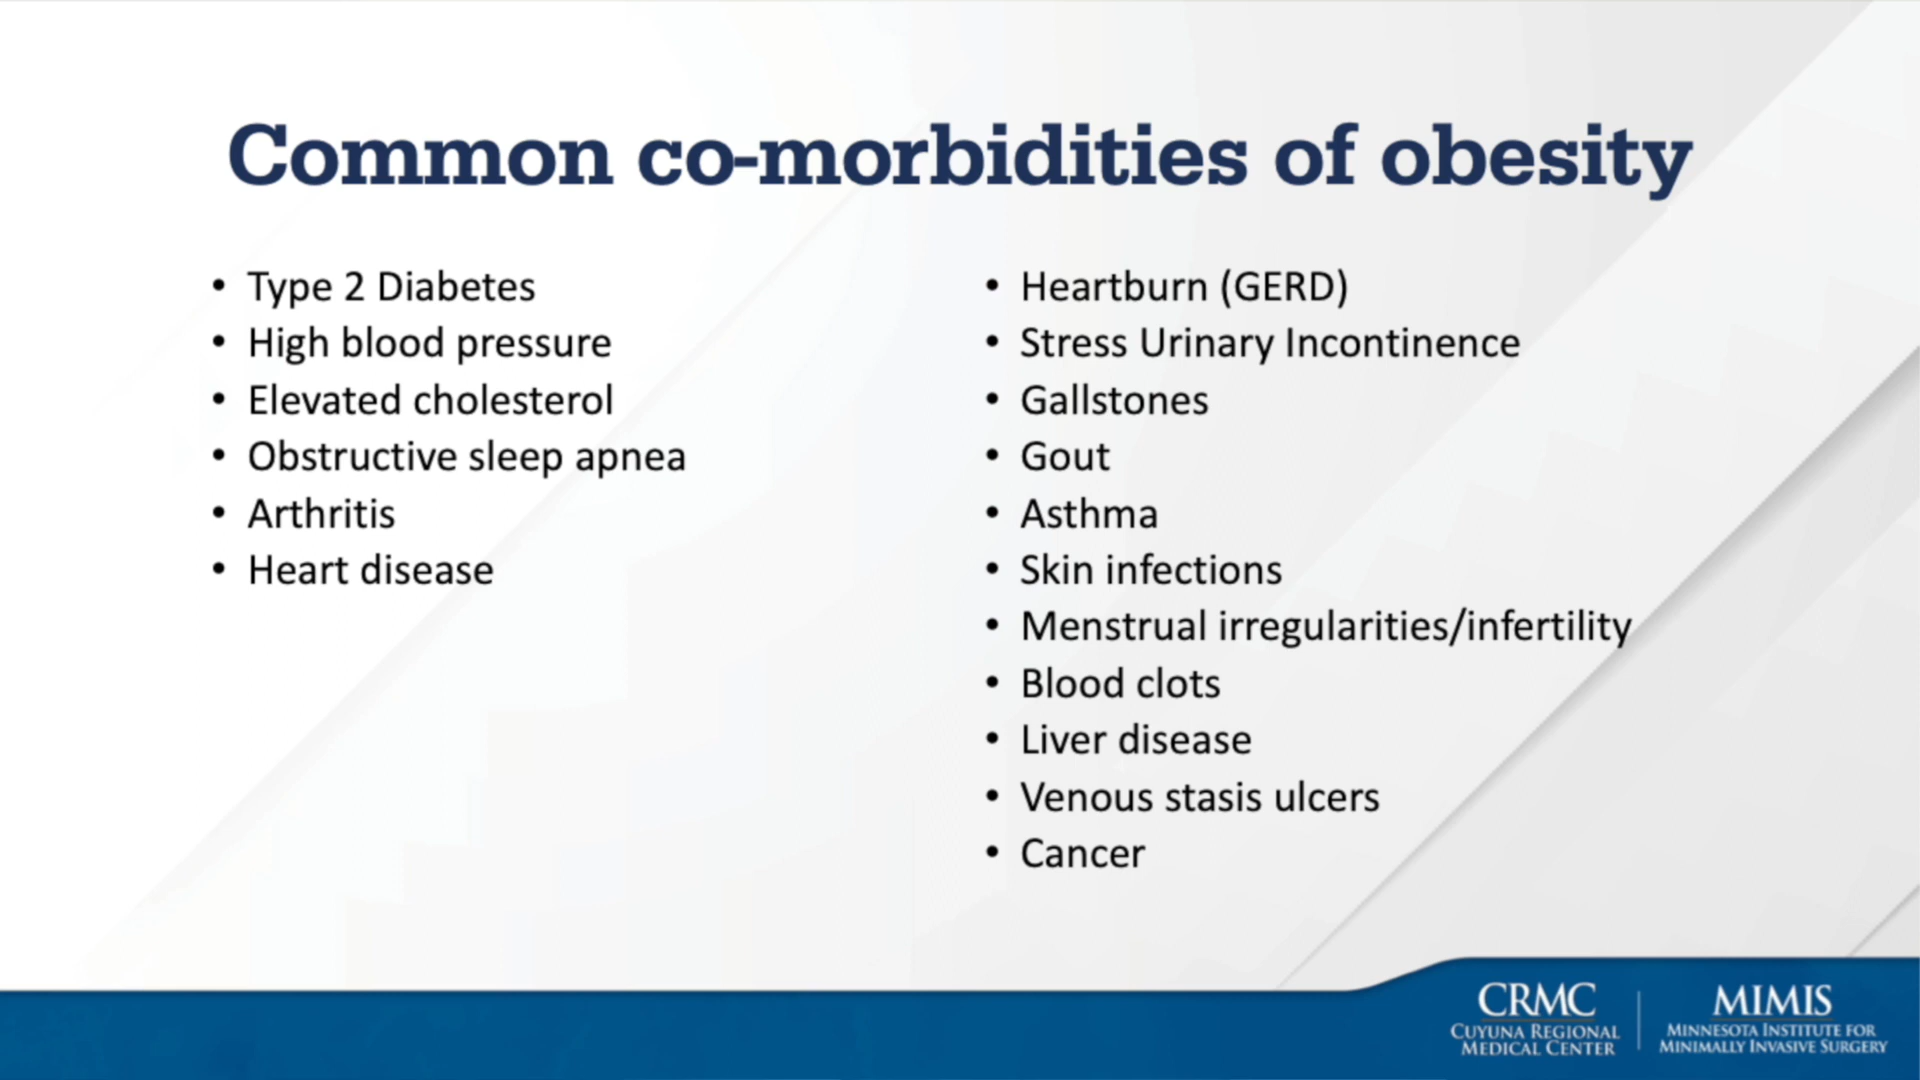 Common co-morbidities of obesity
• Type 2 Diabetes
• High blood pressure
• Elevated cholesterol
• Obstructive sleep apnea
• Arthritis
• Heart disease
• Heartburn (GERD)
• Stress Urinary Incontinence
• Gallstones
• Gout
• Asthma
• Skin infections
• Menstrual irregularities/infertility
• Blood clots
• Liver disease
• Venous stasis ulcers
• Cancer
CRMC
CUYUNA REGIONAL
MEDICAL CENTER
MIMIS
MINNESOTA INSTITUTE FOR
MINIMALLY INVASIVE SURGERY